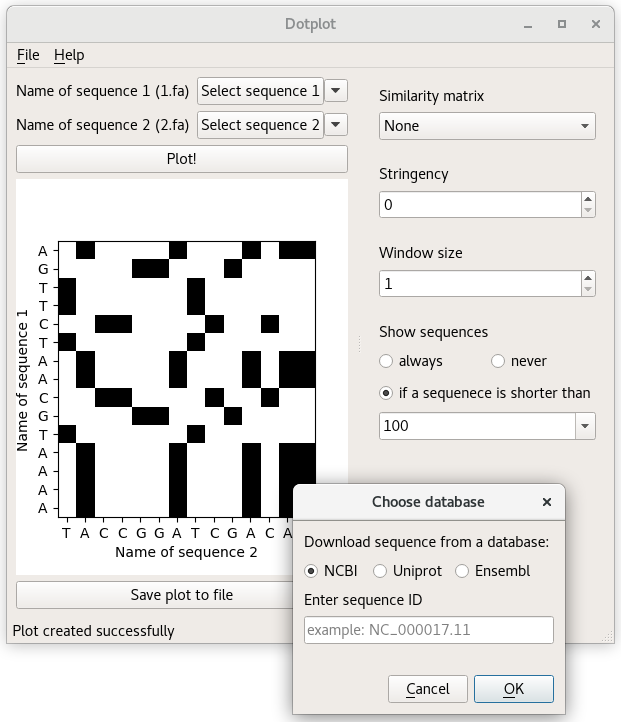 Dotplot
File Help
Name of sequence 1 (1.fa) Select sequence 1
Name of sequence 2 (2.fa) Select sequence 2
Plot!
Name of sequence 1
A
G
T
T
C
T
A
A
C
G
T
A
A
A
A
T A C C G G A T C G A C A
Name of sequence 2
Save plot to file
Plot created successfully
Similarity matrix
None
Stringency
0
Window size
1
Show sequences
always never
if a sequenece is shorter than
100
Choose database
Download sequence from a database:
NCBI Uniprot Ensembl
Enter sequence ID
example: NC_000017.11
Cancel OK